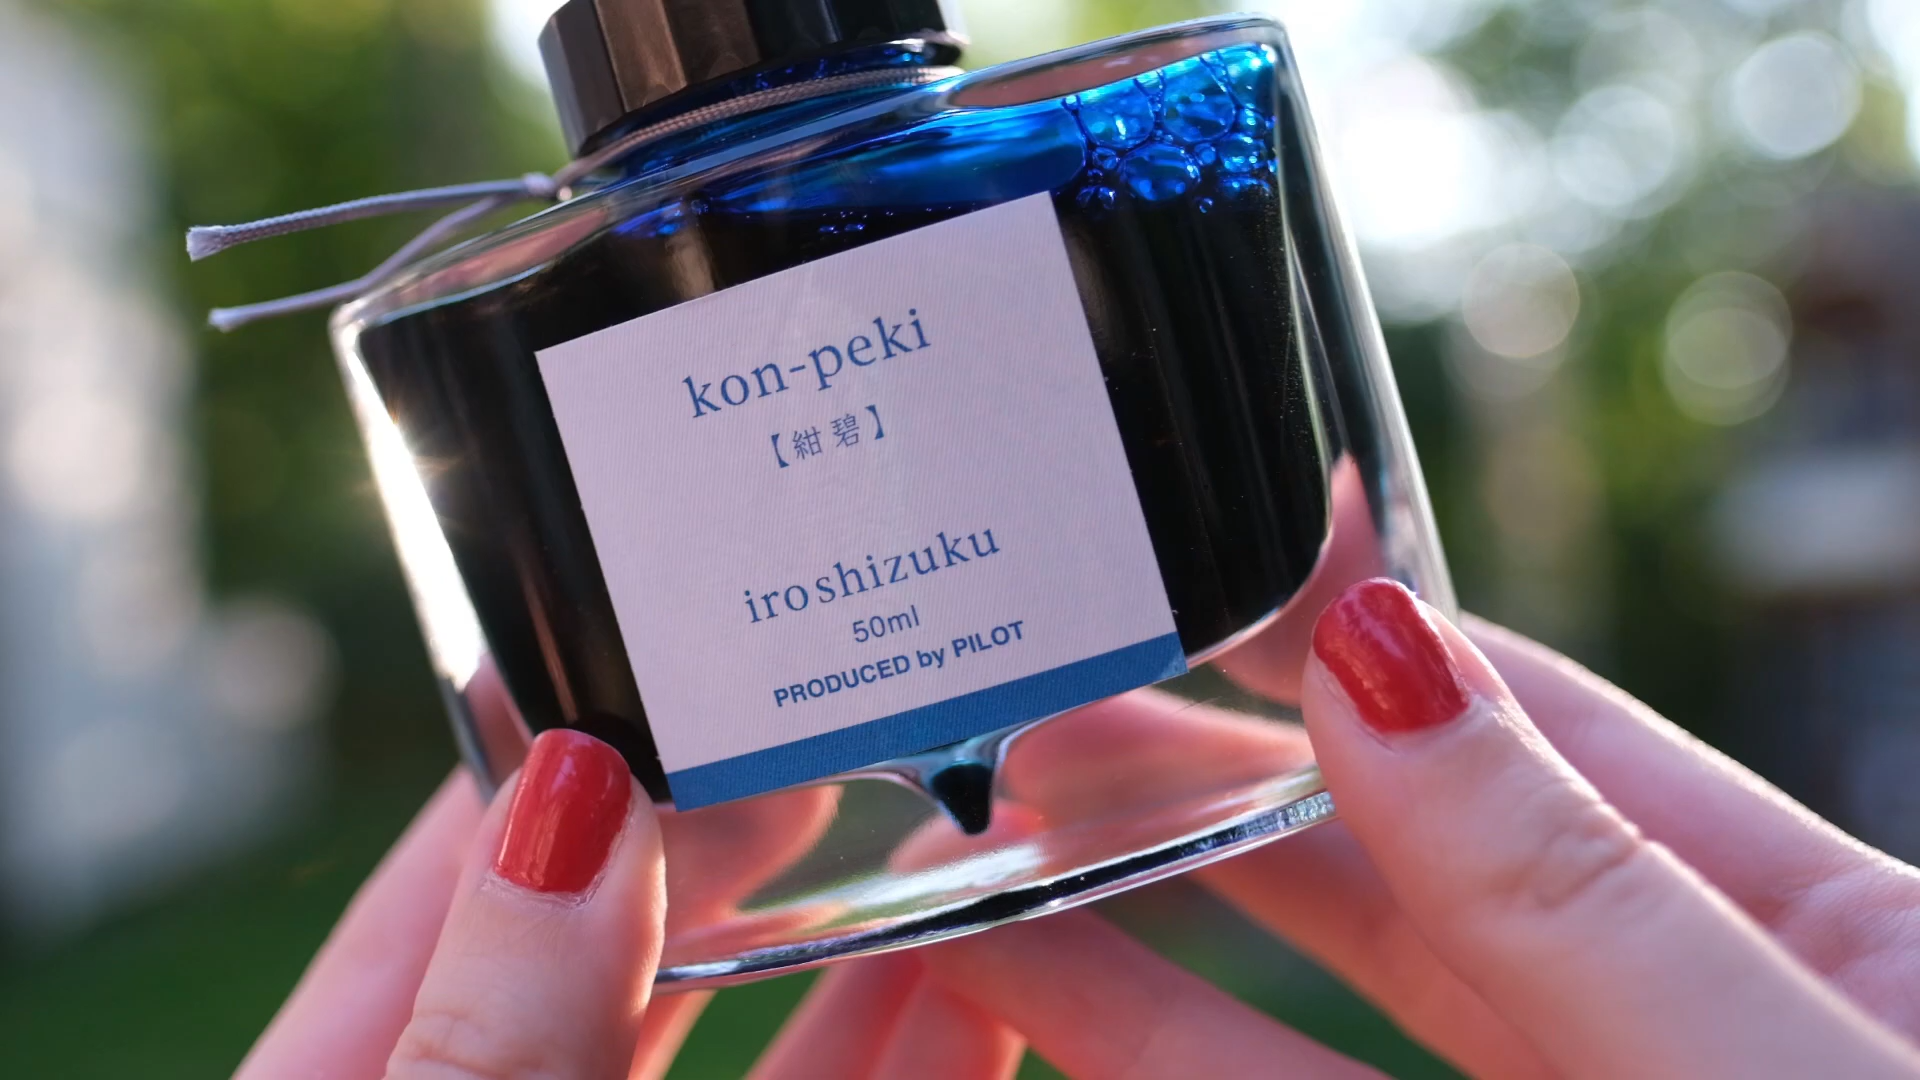 kon-peki
【紺碧】
iroshizuku
50ml
PRODUCED by PILOT